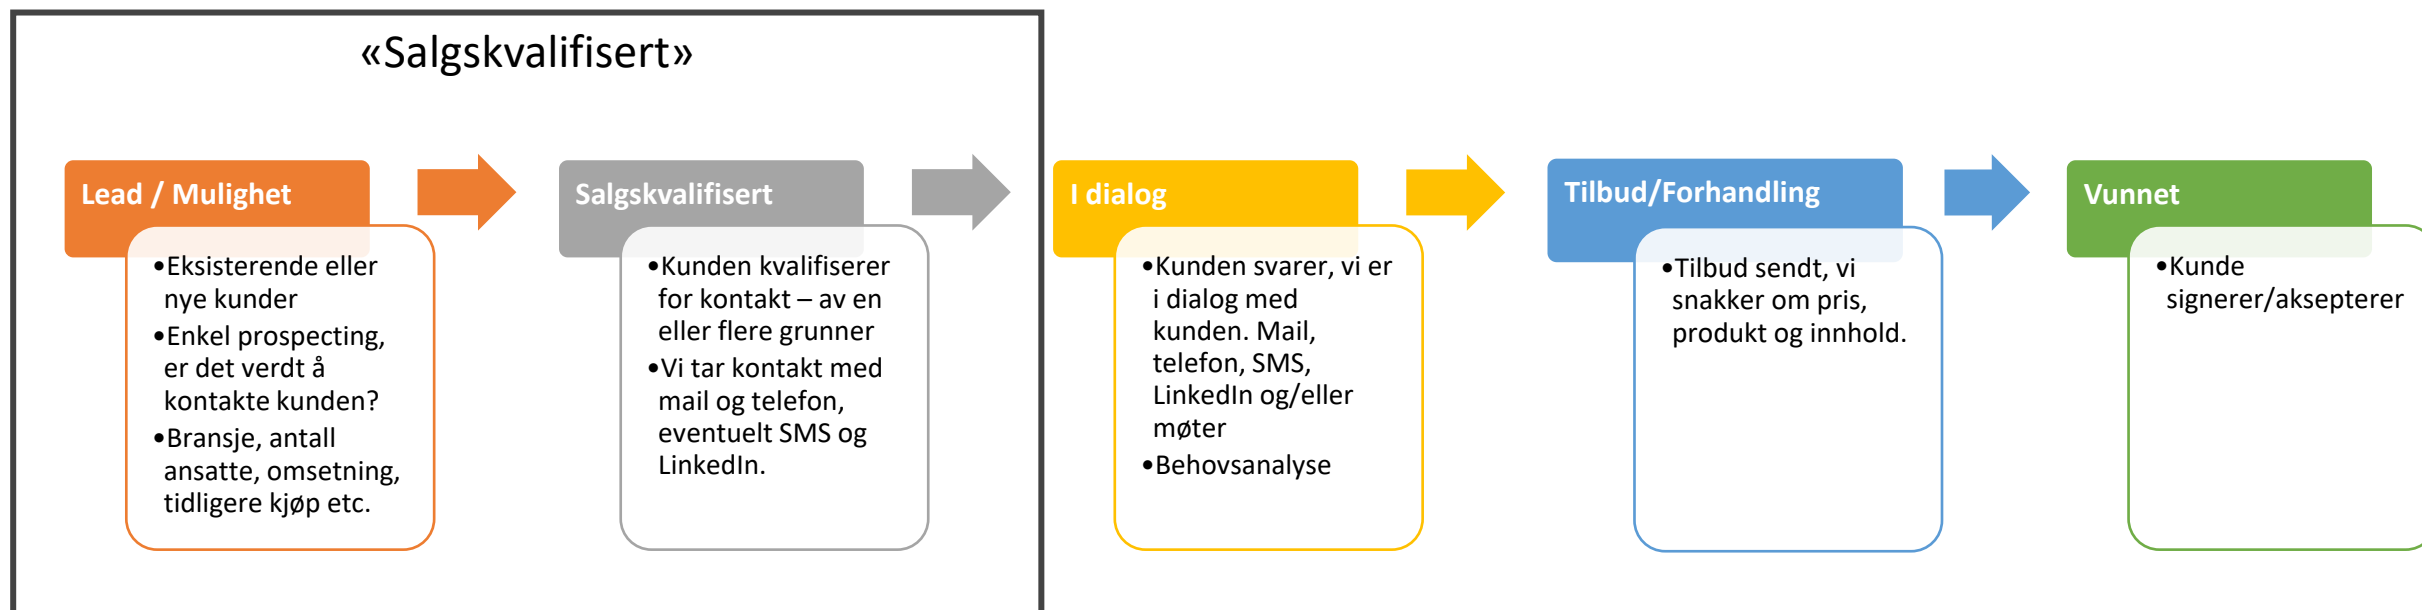 «Salgskvalifisert»
Lead / Mulighet
•Eksisterende eller
nye kunder
•Enkel prospecting,
er det verdt å
kontakte kunden?
•Bransje, antall
ansatte, omsetning,
tidligere kjøp etc.
Salgskvalifisert
•Kunden kvalifiserer
for kontakt – av en
eller flere grunner
•Vi tar kontakt med
mail og telefon,
eventuelt SMS og
LinkedIn.
I dialog
•Kunden svarer, vi er
i dialog med
kunden. Mail,
telefon, SMS,
LinkedIn og/eller
møter
•Behovsanalyse
Tilbud/Forhandling
•Tilbud sendt, vi
snakker om pris,
produkt og innhold.
Vunnet
•Kunde
signerer/aksepterer